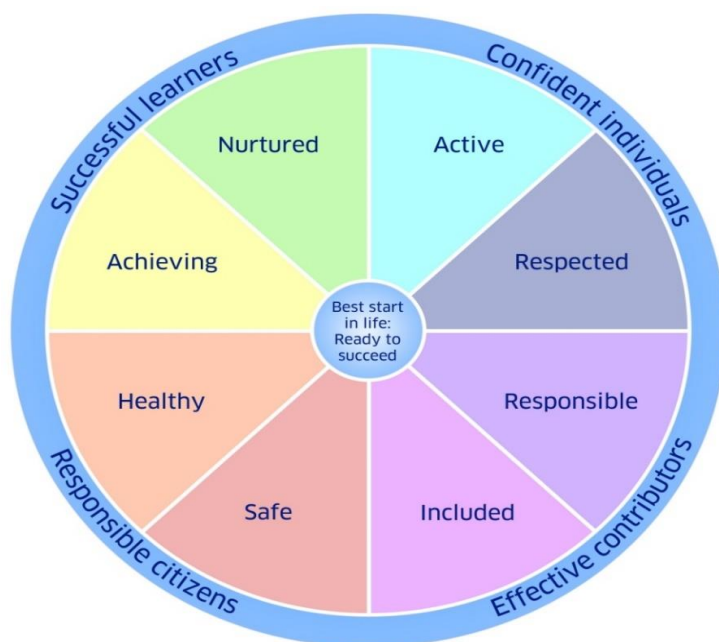 Successful learners
Confident individuals
Nurtured
Active
Achieving
Respected
Best start
in life:
Ready to
succeed
Healthy
Responsible
Safe
Included
Responsible citizens
Effective contributors